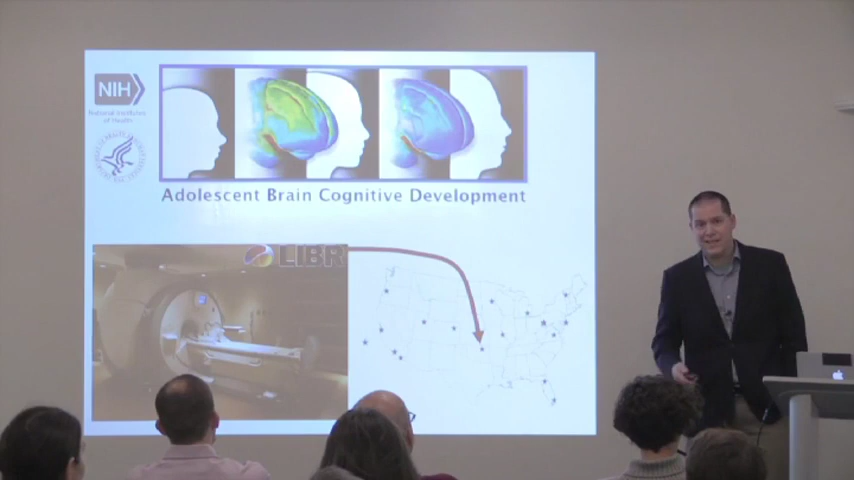 NIH
National Institutes
of Health
Adolescent Brain Cognitive Development
LIBR